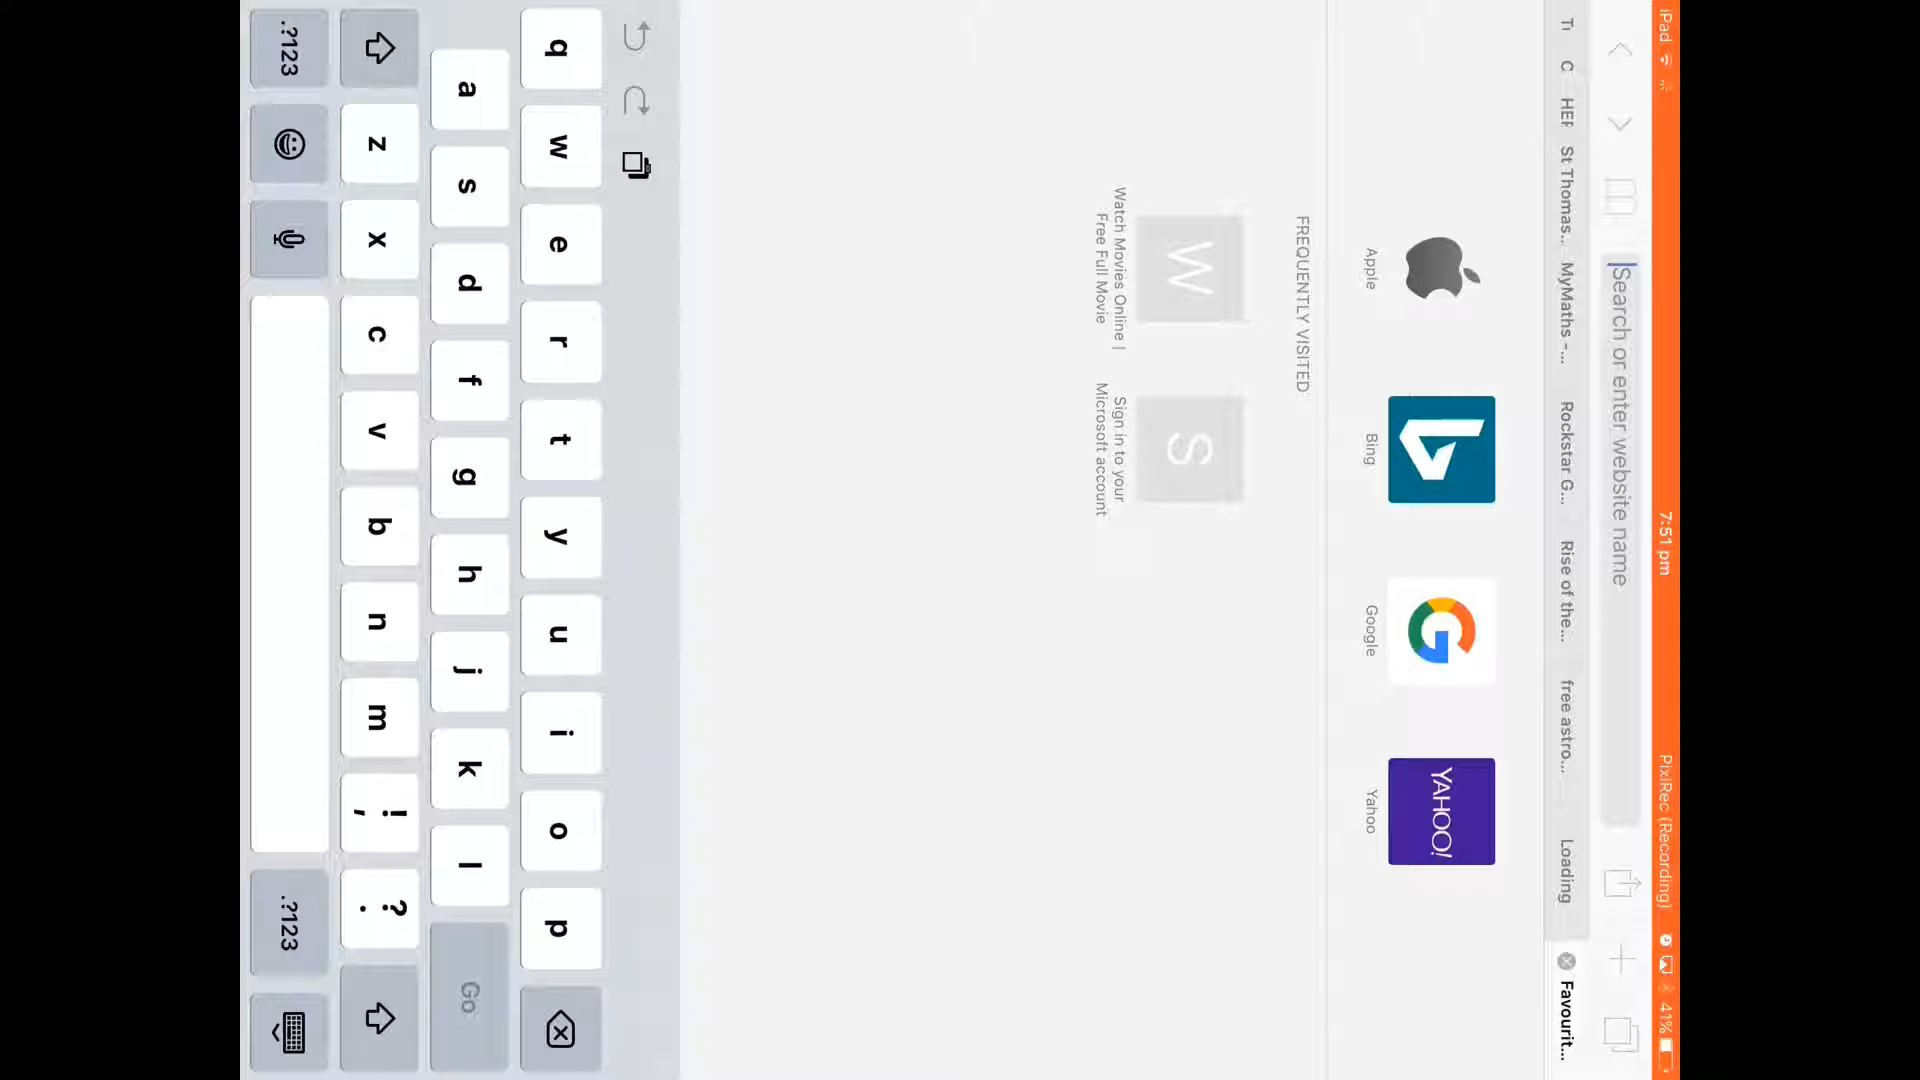 iPad 7:51 pm PixiRec (Recording) 41%
Search or enter website name
Tr C HEF St Thomas... MyMaths -... Rockstar G... Rise of the... free astro... Loading Favourit...
YAHOO!
Apple Bing Google Yahoo
FREQUENTLY VISITED
W S
Watch Movies Online |
Free Full Movie
Sign in to your
Microsoft account
q w e r t y u i o p
a s d f g h j k l Go
z x c v b n m ! , ? .
.?123 .?123